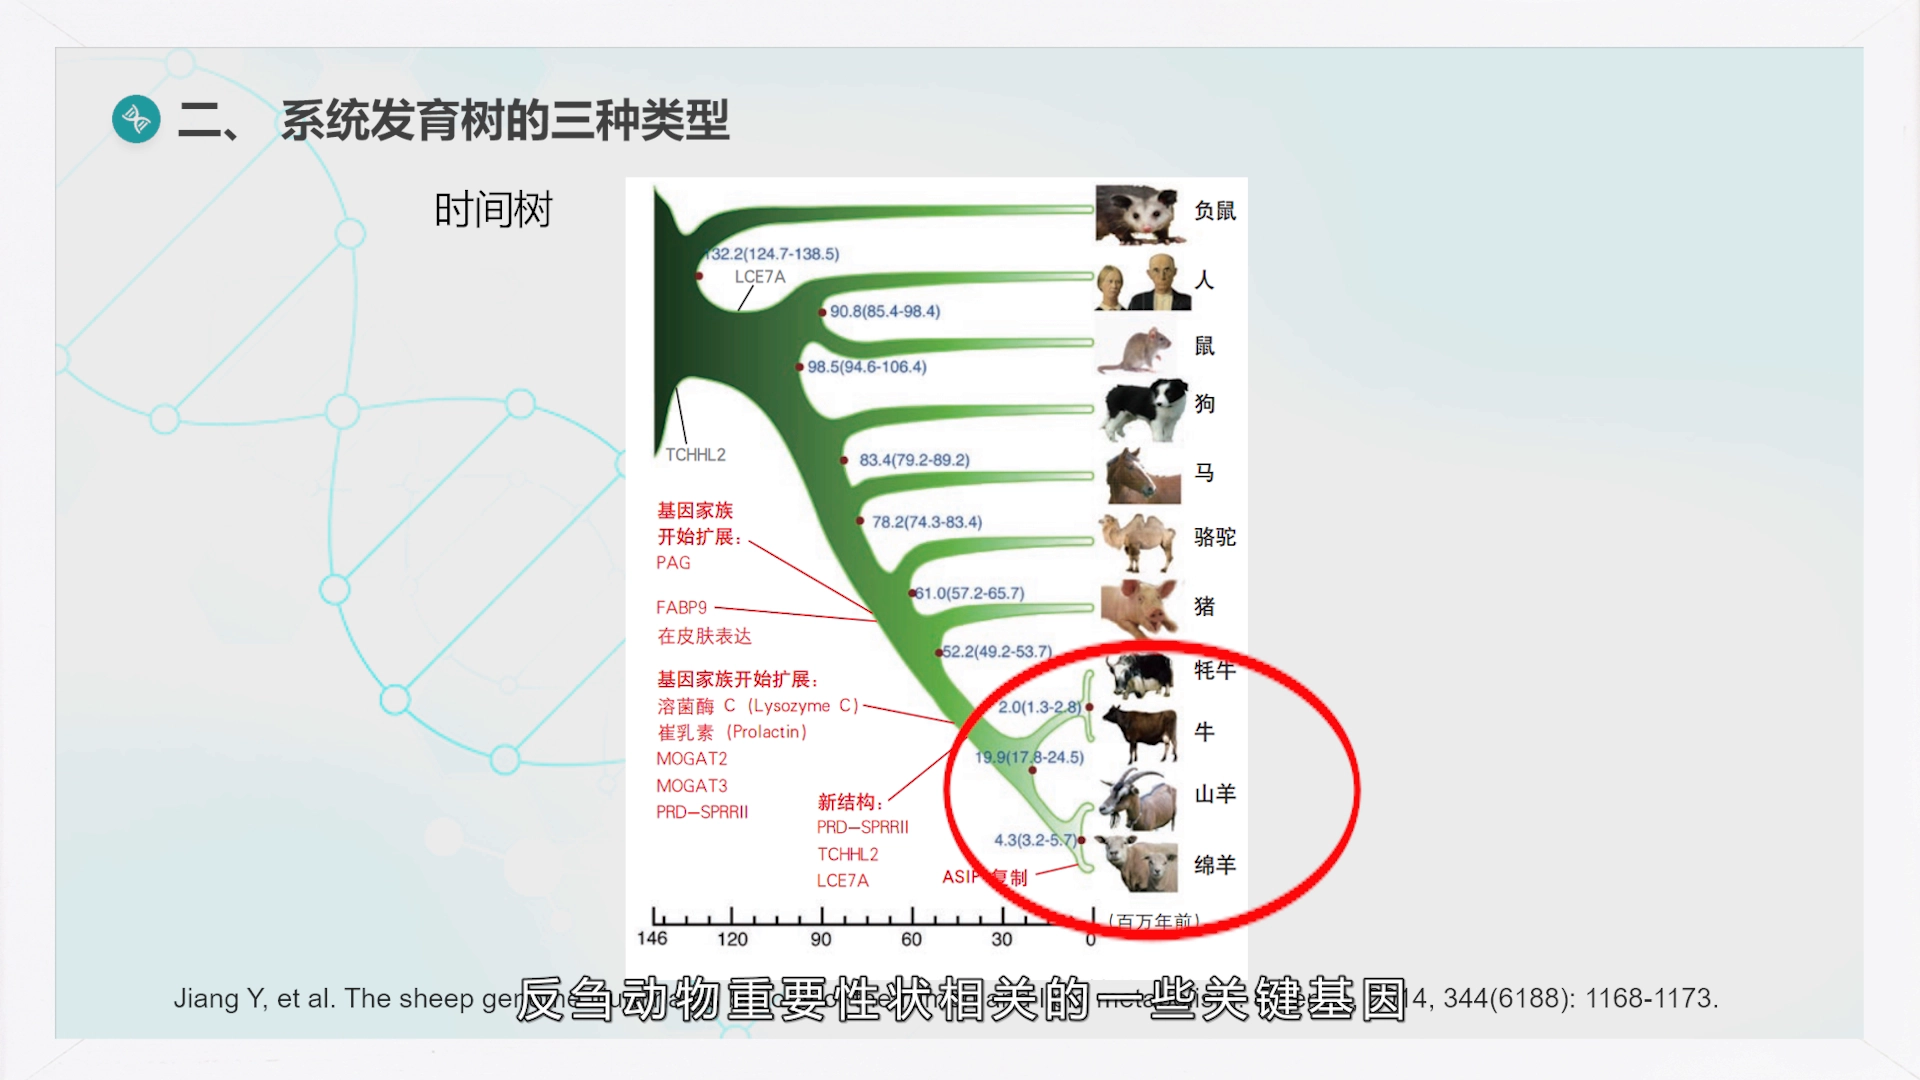 二、 系统发育树的三种类型
时间树
负鼠
132.2(124.7-138.5)
LCE7A
人
90.8(85.4-98.4)
鼠
98.5(94.6-106.4)
狗
TCHHL2
83.4(79.2-89.2)
马
基因家族
开始扩展:
PAG
78.2(74.3-83.4)
骆驼
FABP9
在皮肤表达
61.0(57.2-65.7)
猪
52.2(49.2-53.7)
基因家族开始扩展:
溶菌酶 C (Lysozyme C)
崔乳素 (Prolactin)
MOGAT2
MOGAT3
PRD—SPRRII
牦牛
2.0(1.3-2.8)
牛
19.9(17.8-24.5)
新结构:
PRD—SPRRII
TCHHL2
LCE7A
山羊
4.3(3.2-5.7)
ASIP 复制
绵羊
(百万年前)
146 120 90 60 30 0
Jiang Y, et al. The sheep 14, 344(6188): 1168-1173.
反刍动物重要性状相关的一些关键基因